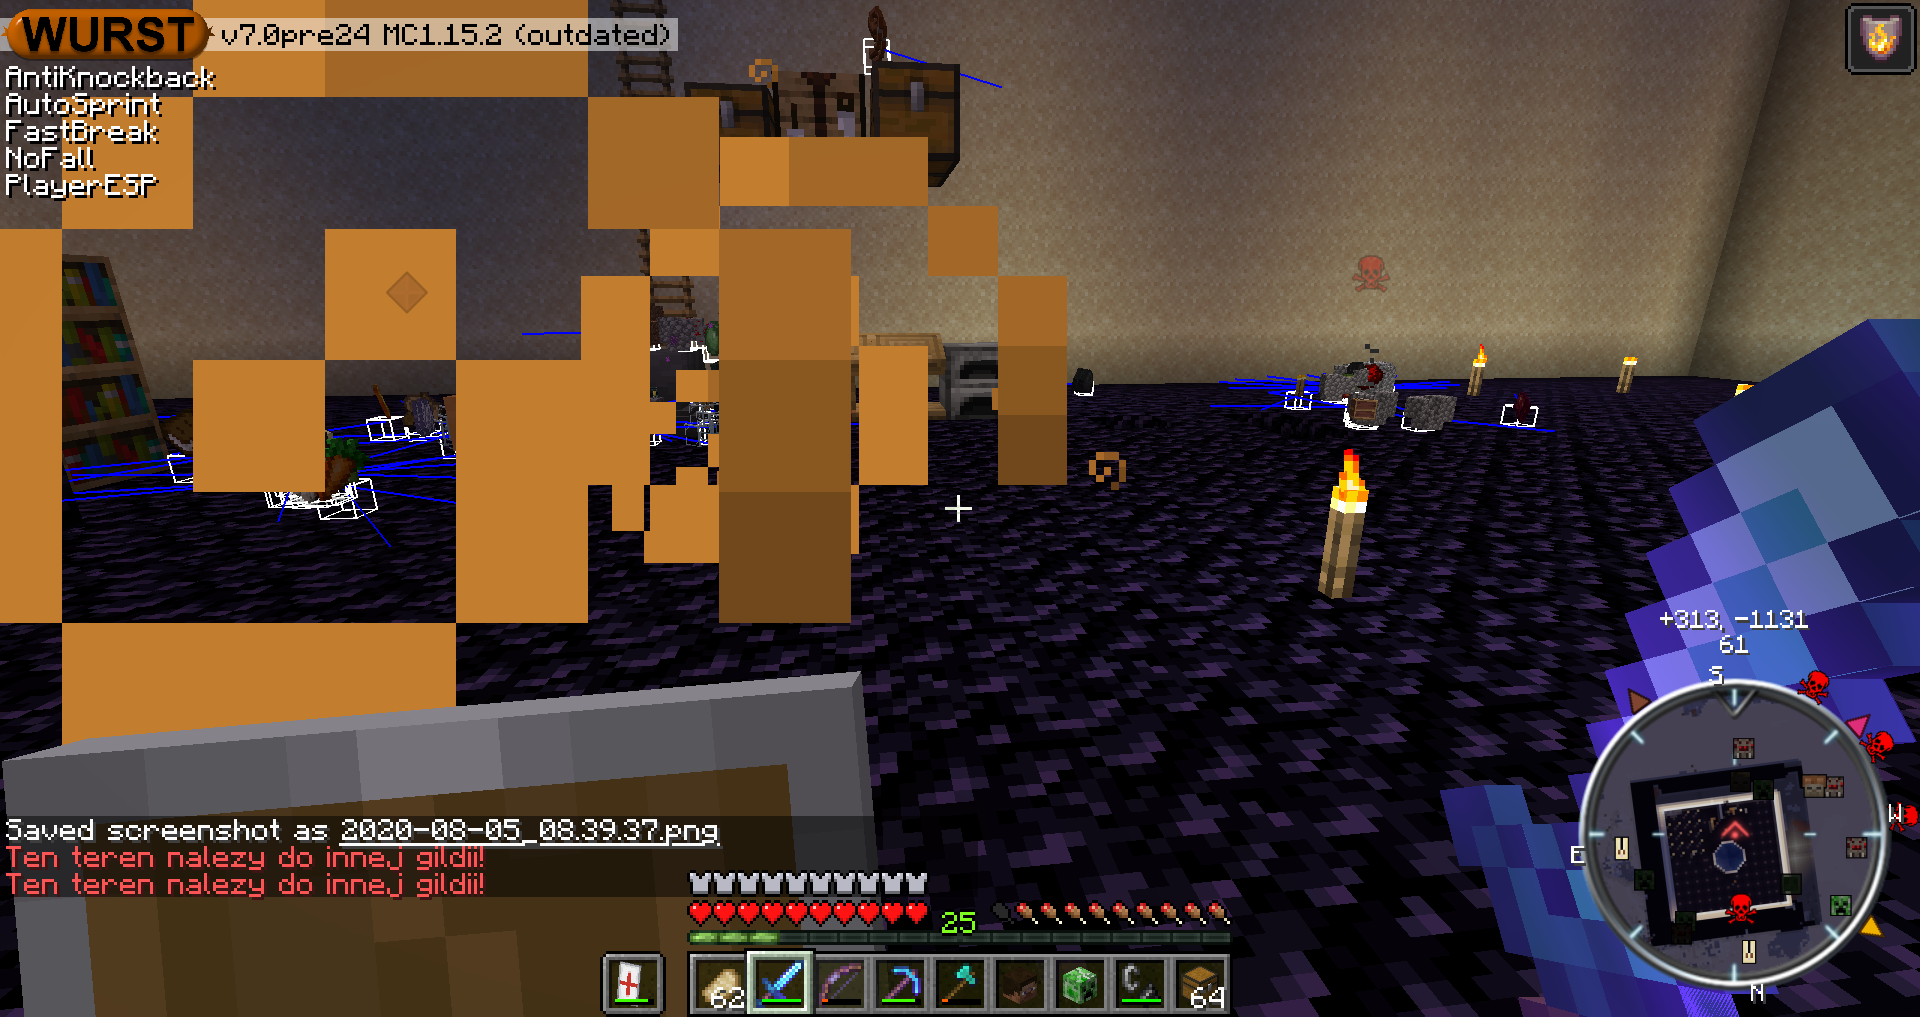 WURST v7.0pre24 MC1.15.2 (outdated)
AntiKnockback
AutoSprint
FastBreak
NoFall
PlayerESP
+313, -1131
61
S
W
E
N
Saved screenshot as 2020-08-05_08.39.37.png
Ten teren nalezy do innej gildii!
Ten teren nalezy do innej gildii!
25
62
64